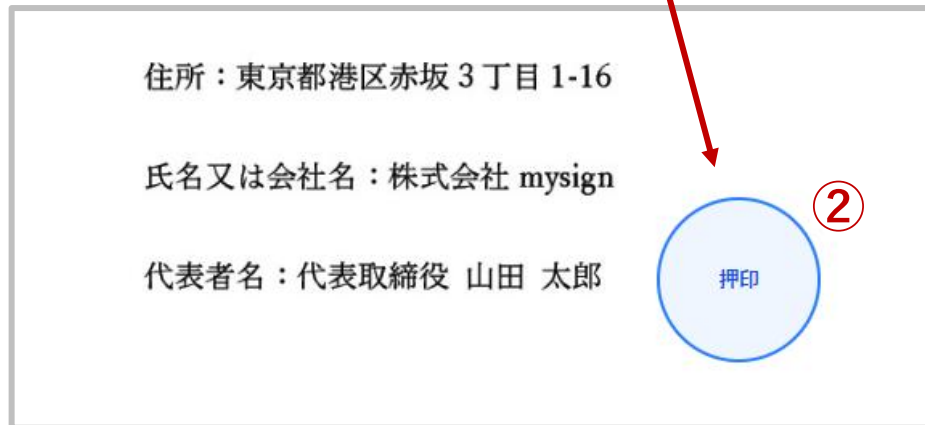 住所：東京都港区赤坂３丁目 1-16
氏名又は会社名：株式会社 mysign
②
代表者名：代表取締役 山田 太郎
押印